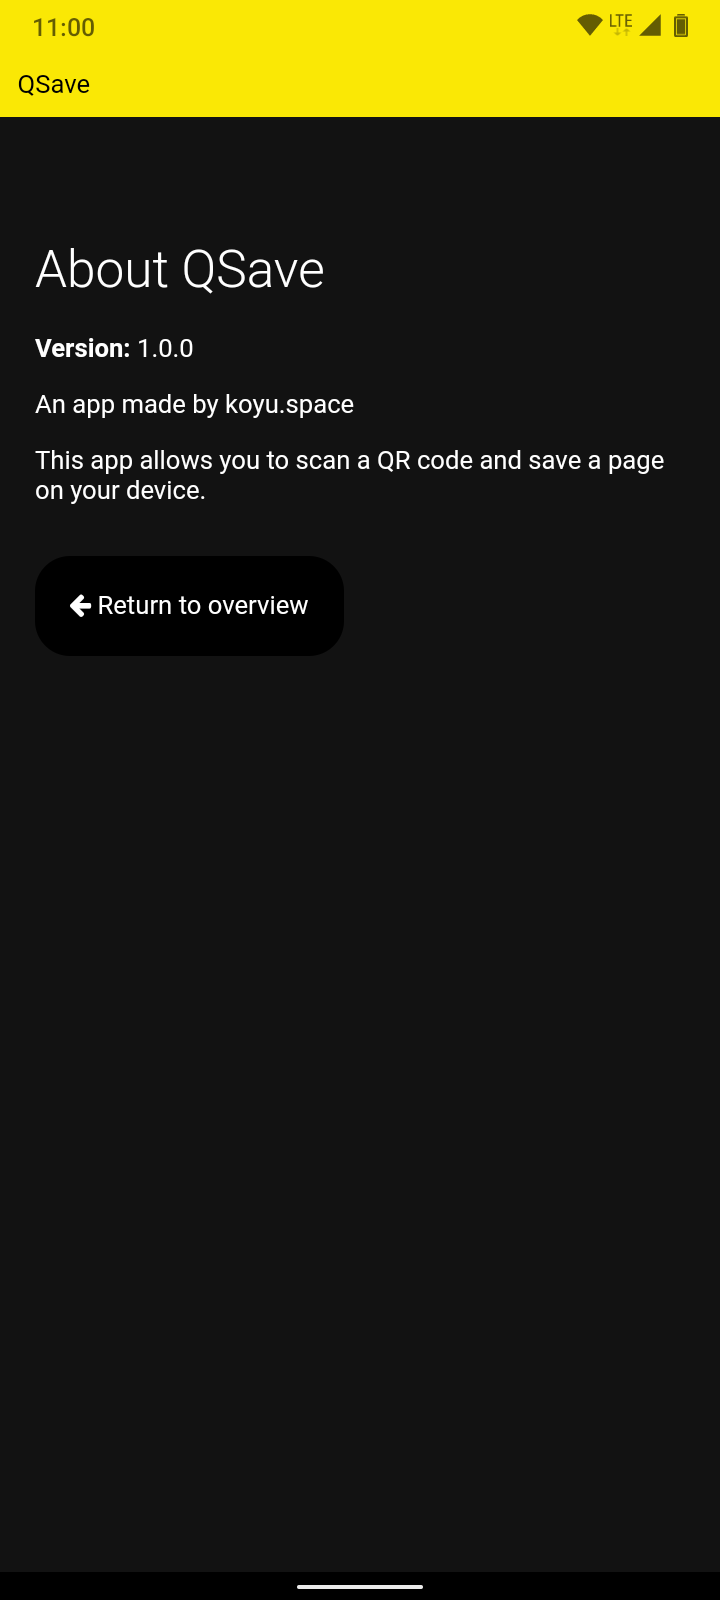 11:00
LTE
QSave
About QSave
Version: 1.0.0
An app made by koyu.space
This app allows you to scan a QR code and save a page
on your device.
Return to overview